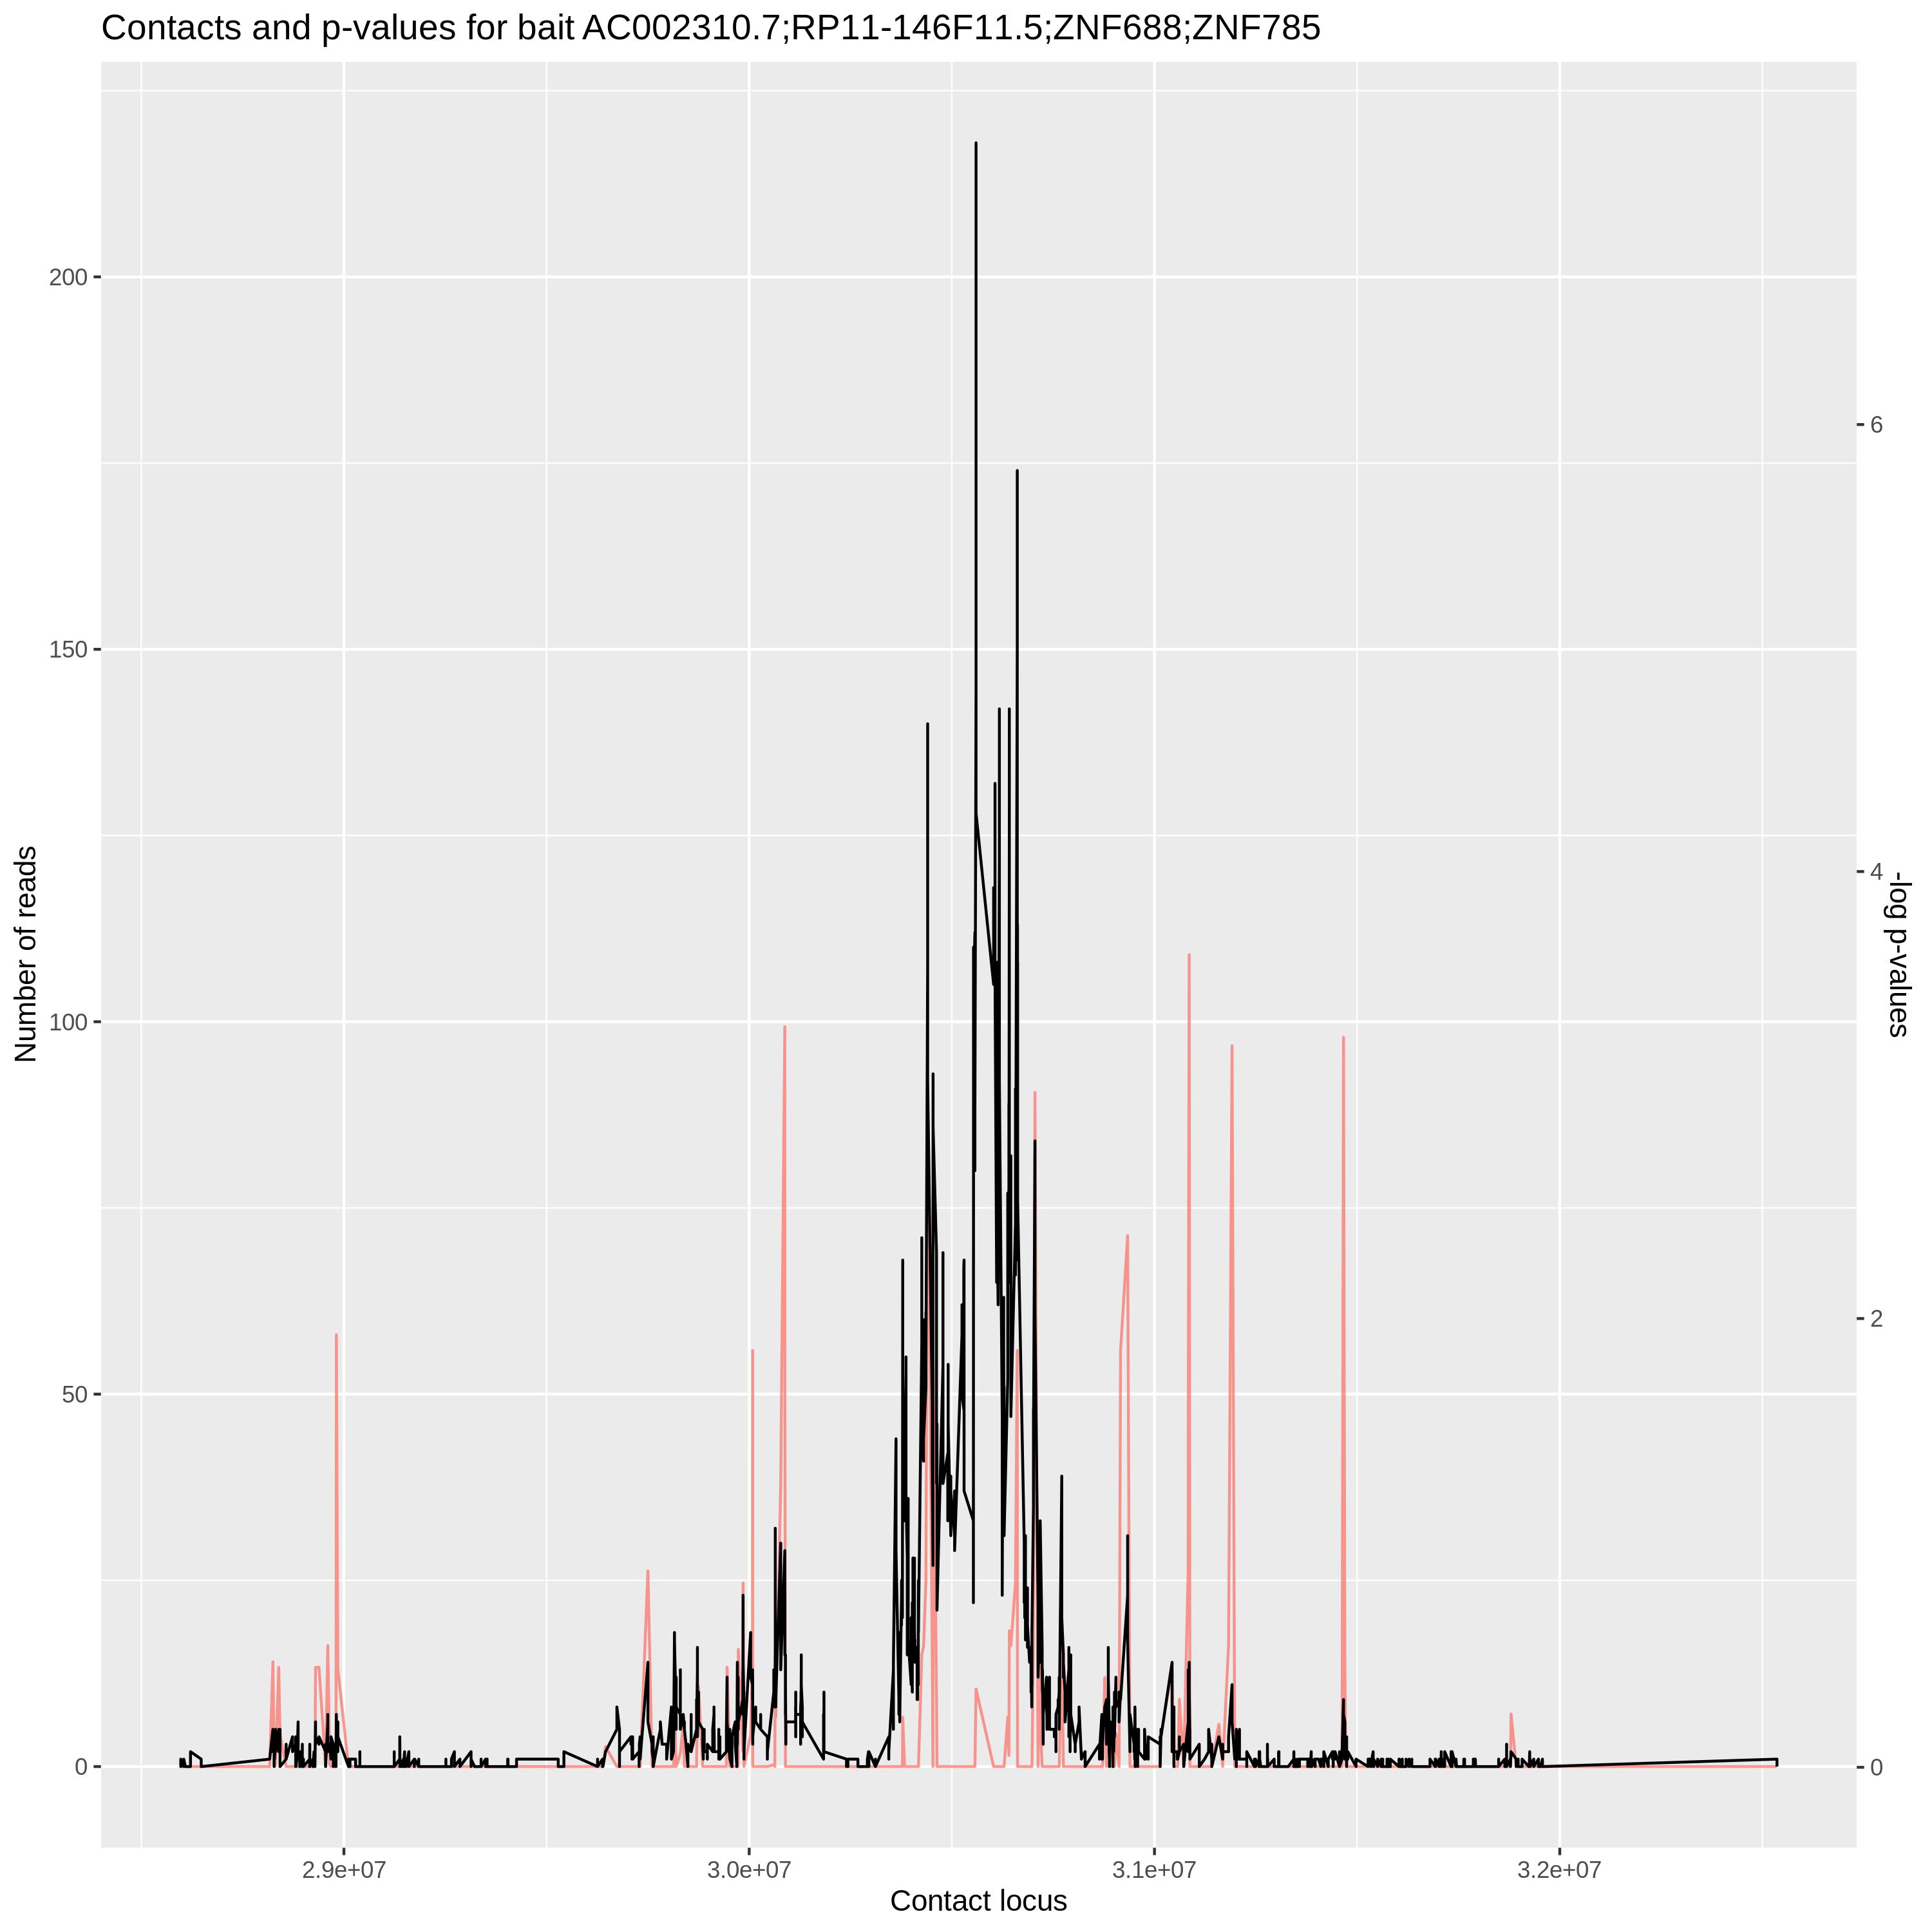 Contacts and p-values for bait AC002310.7;RP11-146F11.5;ZNF688;ZNF785
200
150
100
50
0
Number of reads
6
4
2
0
-log p-values
2.9e+07
3.0e+07
3.1e+07
3.2e+07
Contact locus